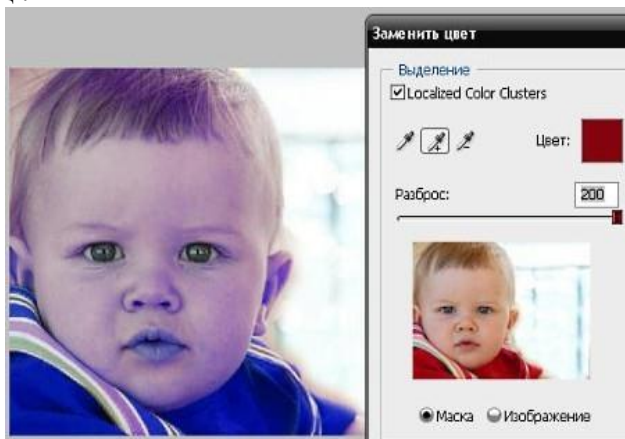 Заменить цвет
Выделение
Localized Color Clusters
Цвет:
Разброс:
200
Маска
Изображение